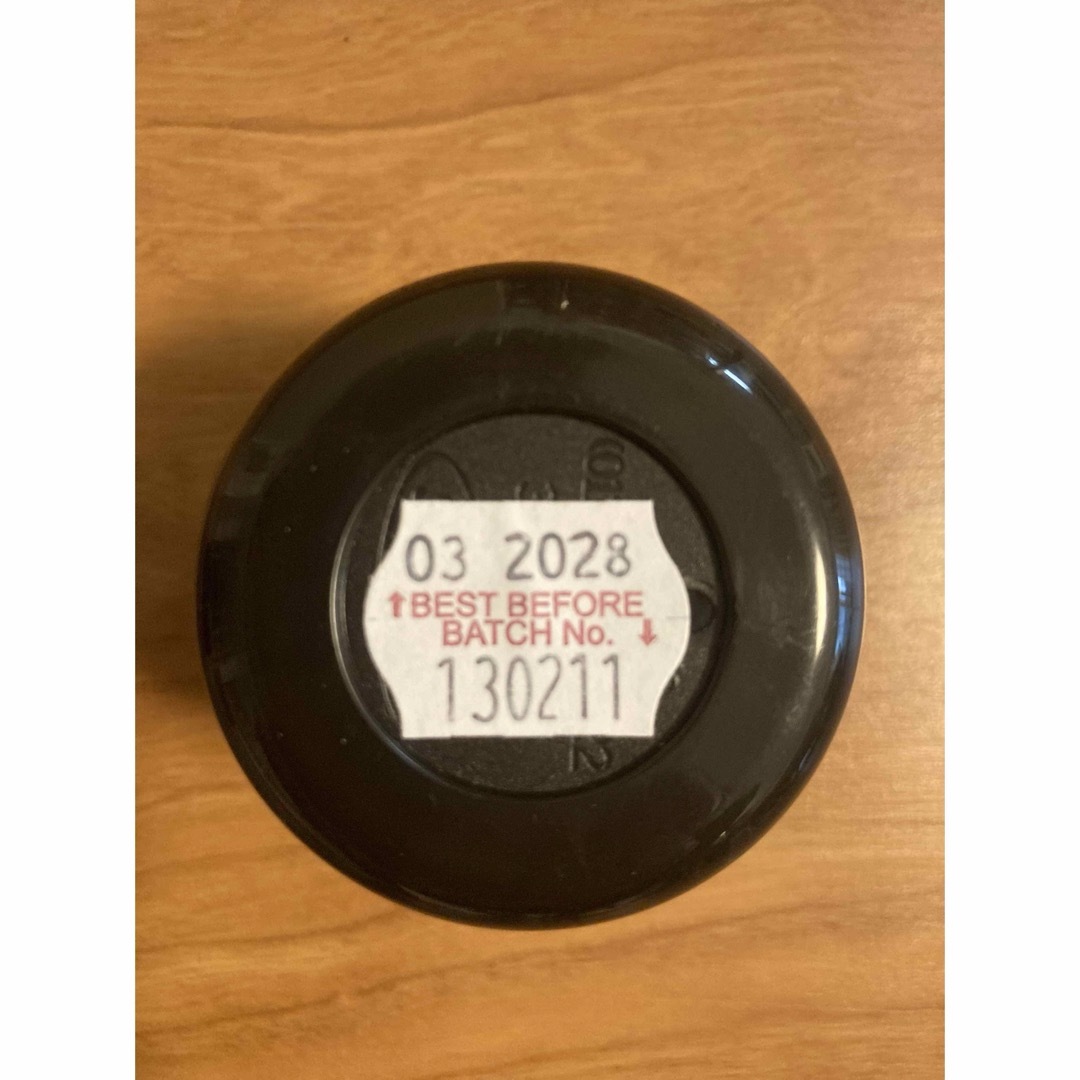 03 2028
↑BEST BEFORE
BATCH No. ↓
130211